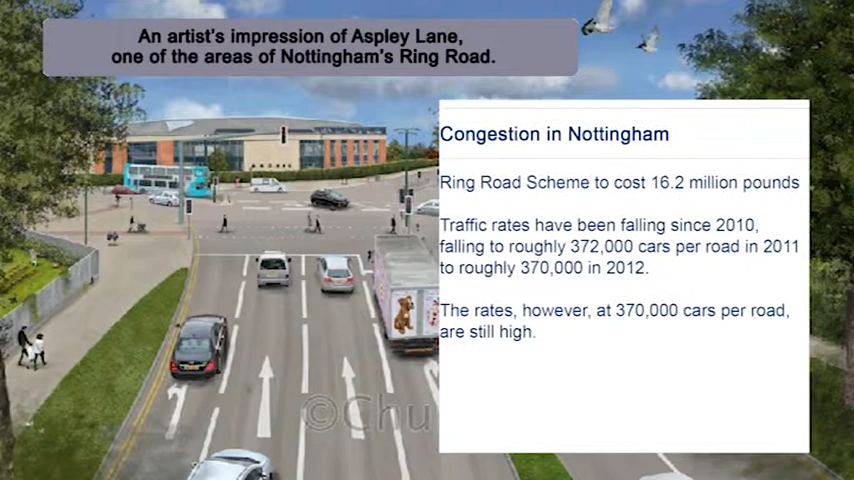 An artist's impression of Aspley Lane,
one of the areas of Nottingham's Ring Road.
Congestion in Nottingham
Ring Road Scheme to cost 16.2 million pounds
Traffic rates have been falling since 2010,
falling to roughly 372,000 cars per road in 2011
to roughly 370,000 in 2012.
The rates, however, at 370,000 cars per road,
are still high.
©Chu